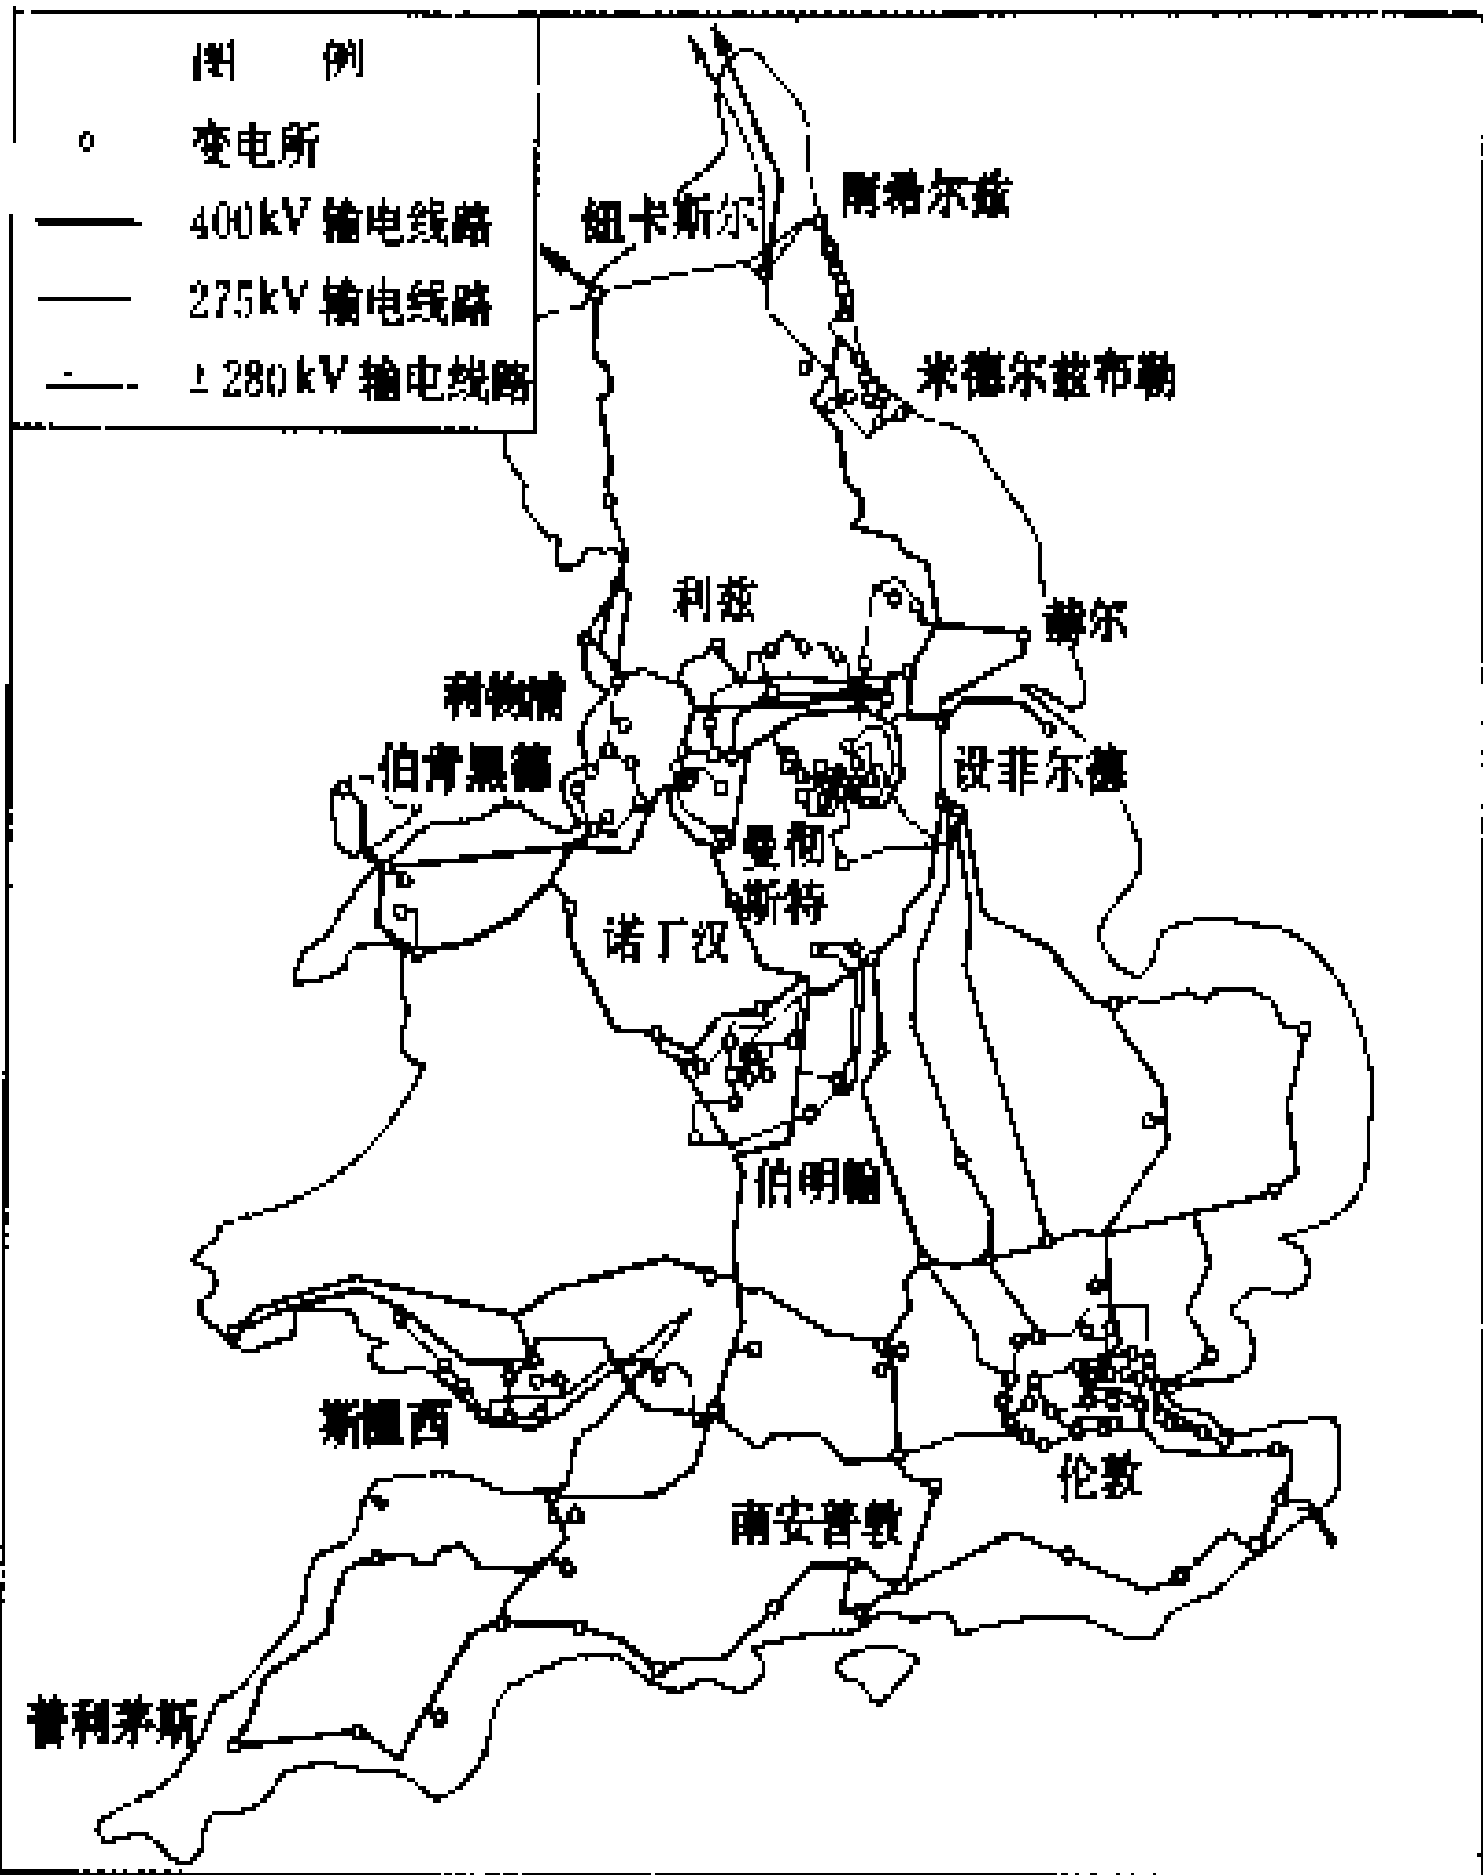 图 例
变电所
400kV 输电线路
275kV 输电线路
±280kV 输电线路
纽卡斯尔
南希尔兹
米德尔兹布勒
利兹
赫尔
利物浦
伯肯黑德
设菲尔德
曼彻
斯特
诺丁汉
伯明翰
斯温西
伦敦
南安普敦
普利茅斯